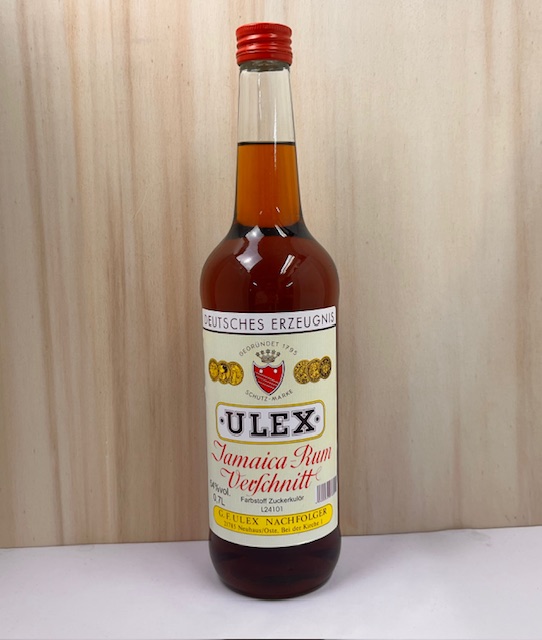 DEUTSCHES ERZEUGNIS
GEGRÜNDET 1795
SCHUTZ-MARKE
·ULEX·
Jamaica Rum
Verschnitt
54%vol.
0,7L
Farbstoff Zuckerkulör
L24101
G. F. ULEX NACHFOLGER
21785 Neuhaus/Oste, Bei der Kirche